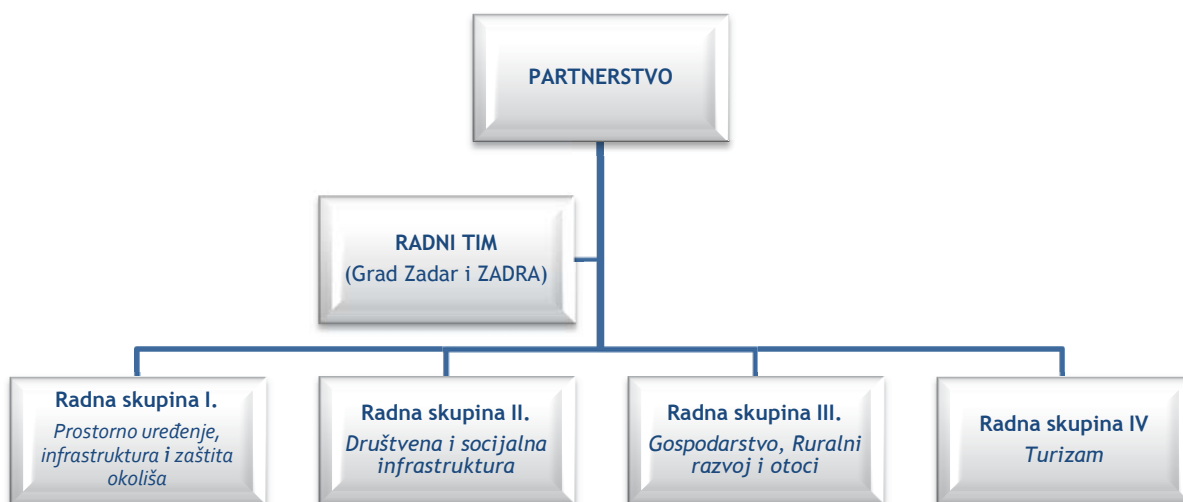 PARTNERSTVO
RADNI TIM
(Grad Zadar i ZADRA)
Radna skupina I.
Prostorno uređenje,
infrastruktura i zaštita
okoliša
Radna skupina II.
Društvena i socijalna
infrastruktura
Radna skupina III.
Gospodarstvo, Ruralni
razvoj i otoci
Radna skupina IV
Turizam